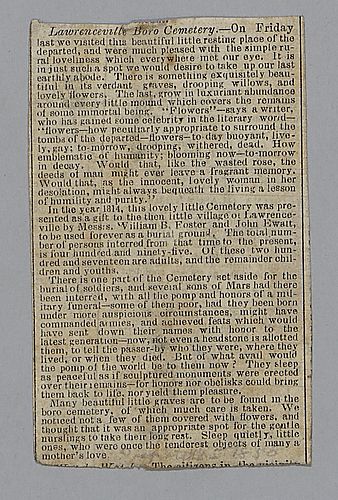 Lawrenceville Boro Cemetery.—On Friday
last we visited this beautiful little resting place of the
departed, and were much pleased with the simple ru-
ral loveliness which everywhere met our eye. It is
in just such a spot we would desire to take up our last
earthly abode. There is something exquisitely beau-
tiful in its verdant graves, drooping willows, and
lovely flowers. The last, grow in luxuriant abundance
around every little mound which covers the remains
of some immortal being. "Flowers"—says a writer,
who has gained some celebrity in the literary world—
"flowers—how peculiarly appropriate to surround the
tombs of the departed—flowers—to-day buoyant, live-
ly, gay; to-morrow, drooping, withered, dead. How
emblematic of humanity; blooming now—to-morrow
in decay. Would that, like the wasted rose, the
deeds of man might ever leave a fragrant memory.
Would that, as the innocent, lovely woman in her
desolation, might always bequeath the living a lesson
of humility and purity."
In the year 1814, this lovely little Cemetery was pre-
sented as a gift to the then little village of Lawrence-
ville by Messrs. William B. Foster and John Ewalt,
to be used forever as a burial ground. The total num-
ber of persons interred from that time to the present,
is four hundred and ninety-five. Of these two hun-
dred and seventeen are adults, and the remainder chil-
dren and youths.
There is one part of the Cemetery set aside for the
burial of soldiers, and several sons of Mars had there
been interred, with all the pomp and honors of a mil-
itary funeral—some of them poor, had they been born
under more auspicious circumstances, might have
commanded armies, and achieved feats which would
have sent down their names with honor to the
latest generation—now, not even a headstone is allotted
them, to tell the passer-by who they were, where they
lived, or when they died. But of what avail would
the pomp of the world be to them now? They sleep
as peaceful as if sculptured monuments were erected
over their remains—for honors nor obelisks could bring
them back to life, nor yield them pleasure.
Many beautiful little graves are to be found in the
boro cemetery, of which much care is taken. We
noticed not a few of them covered with flowers, and
thought that it was an appropriate spot for the gentle
nurslings to take their long rest. Sleep quietly, little
ones, who were once the tenderest objects of many a
mother's love.
The citizens in the vicinity